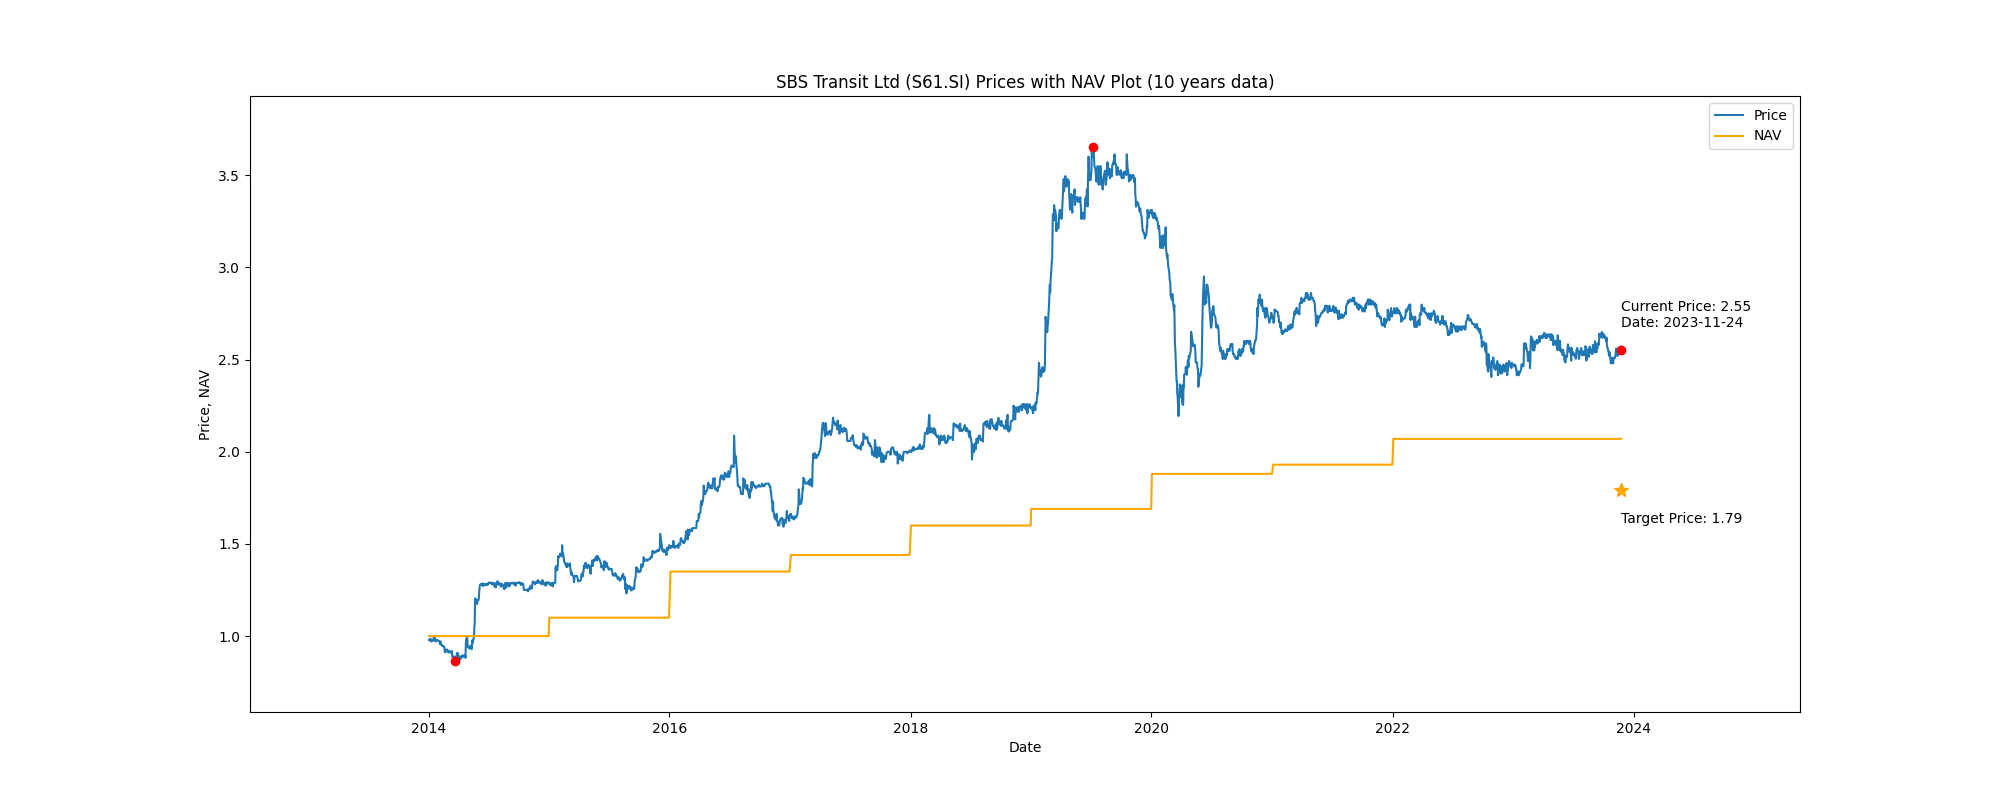 SBS Transit Ltd (S61.SI) Prices with NAV Plot (10 years data)
Price
NAV
3.5
3.0
2.5
2.0
1.5
1.0
Price, NAV
Current Price: 2.55
Date: 2023-11-24
Target Price: 1.79
2014
2016
2018
2020
2022
2024
Date